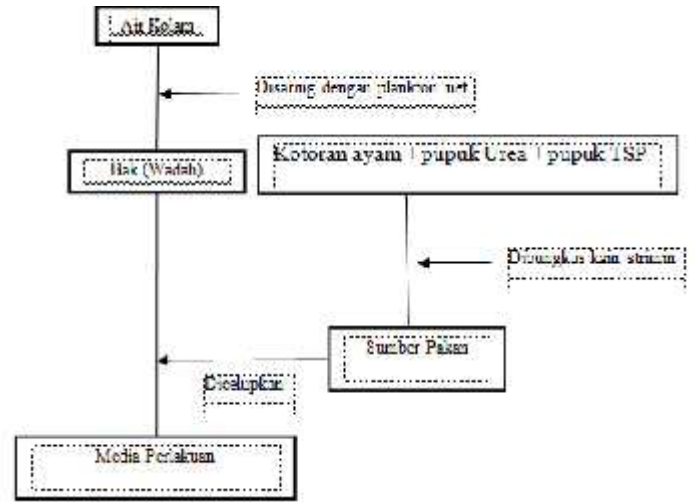 Air Kolam
Disaring dengan plankton net
Bak (Wadah)
Kotoran ayam + pupuk Urea + pupuk TSP
Dibungkus kain strimin
Sumber Pakan
Dicelupkan
Media Perlakuan